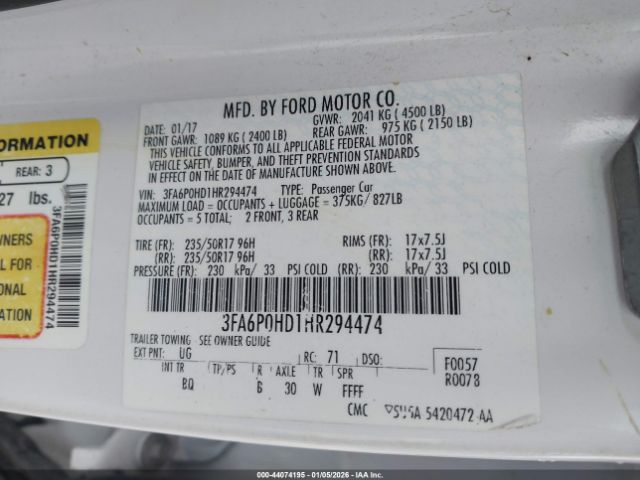 MFD. BY FORD MOTOR CO.
DATE: 01/17 GVWR: 2041 KG ( 4500 LB)
FRONT GAWR: 1089 KG ( 2400 LB) REAR GAWR: 975 KG ( 2150 LB)
THIS VEHICLE CONFORMS TO ALL APPLICABLE FEDERAL MOTOR
VEHICLE SAFETY, BUMPER, AND THEFT PREVENTION STANDARDS
IN EFFECT ON THE DATE OF MANUFACTURE SHOWN ABOVE.
VIN: 3FA6P0HD1HR294474 TYPE: Passenger Car
MAXIMUM LOAD = OCCUPANTS + LUGGAGE = 375KG/ 827LB
OCCUPANTS = 5 TOTAL: 2 FRONT, 3 REAR
TIRE (FR): 235/50R17 96H RIMS (FR): 17x7.5J
(RR): 235/50R17 96H (RR): 17x7.5J
PRESSURE (FR): 230 kPa/ 33 PSI COLD (RR): 230 kPa/ 33 PSI COLD
3FA6P0HD1HR294474
TRAILER TOWING: SEE OWNER GUIDE
EXT PNT: UG RC: 71 DSO: F0057
INT TR TP/PS R AXLE TR SPR R0078
BQ 6 30 W FFFF
CMC 5420472 AA
FORMATION
REAR: 3
27 lbs.
WNERS
L FOR
ONAL
3FA6P0HD1HR294474
000-44074195 - 01/05/2026 - IAAI.COM